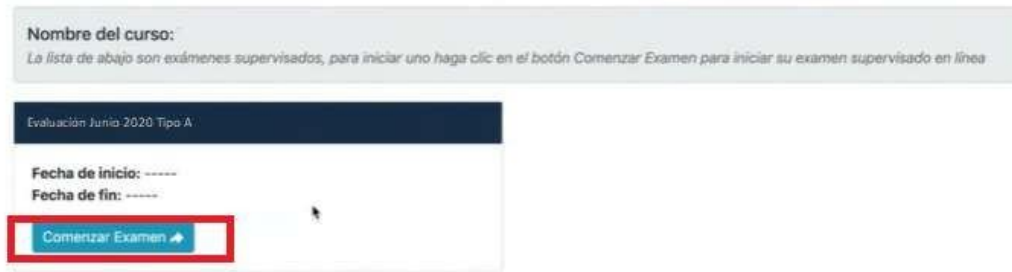 Nombre del curso:
La lista de abajo son exámenes supervisados, para iniciar uno haga clic en el botón Comenzar Examen para iniciar su examen supervisado en línea
Evaluación Junio 2020 Tipo A
Fecha de inicio: -----
Fecha de fin: -----
Comenzar Examen